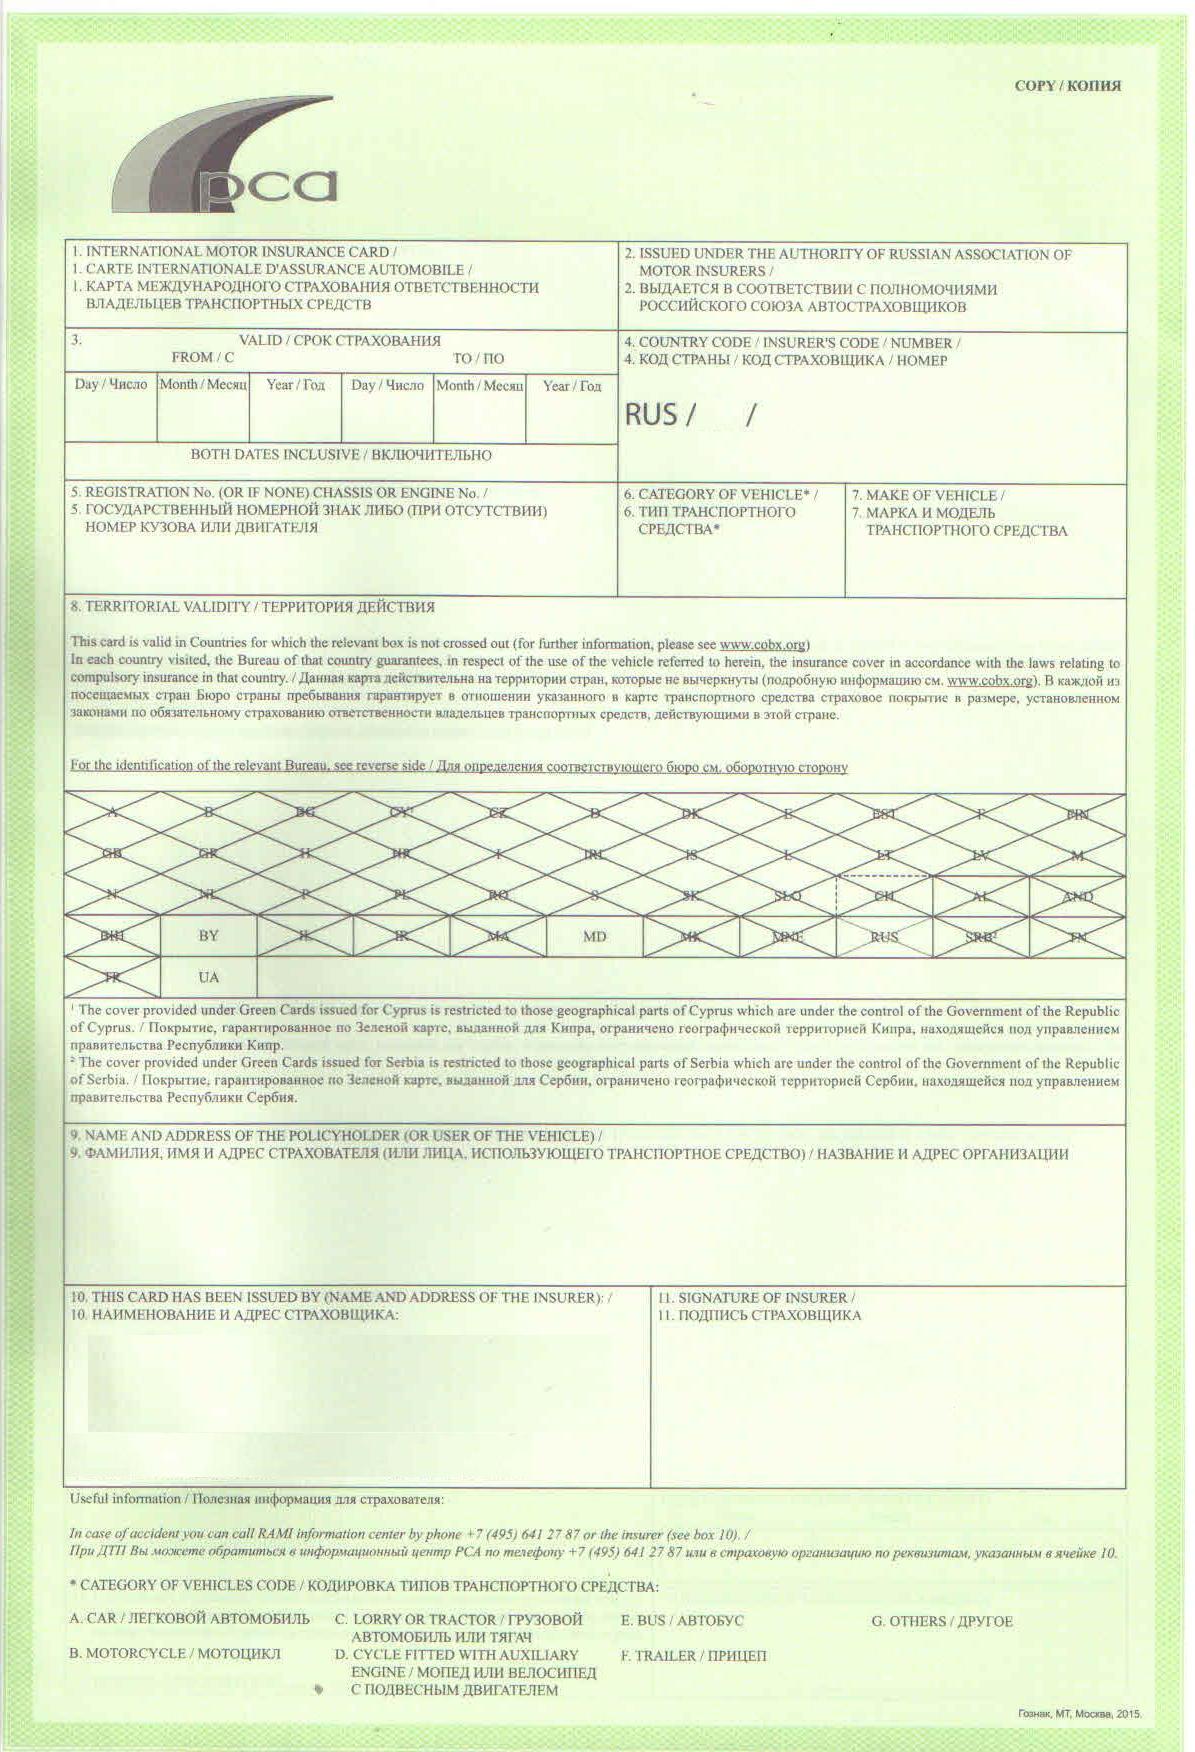 COPY / КОПИЯ
рса
1. INTERNATIONAL MOTOR INSURANCE CARD /
1. CARTE INTERNATIONALE D'ASSURANCE AUTOMOBILE /
1. КАРТА МЕЖДУНАРОДНОГО СТРАХОВАНИЯ ОТВЕТСТВЕННОСТИ
ВЛАДЕЛЬЦЕВ ТРАНСПОРТНЫХ СРЕДСТВ
2. ISSUED UNDER THE AUTHORITY OF RUSSIAN ASSOCIATION OF
MOTOR INSURERS /
2. ВЫДАЕТСЯ В СООТВЕТСТВИИ С ПОЛНОМОЧИЯМИ
РОССИЙСКОГО СОЮЗА АВТОСТРАХОВЩИКОВ
3. VALID / СРОК СТРАХОВАНИЯ
FROM / С TO / ПО
Day / Число Month / Месяц Year / Год Day / Число Month / Месяц Year / Год
BOTH DATES INCLUSIVE / ВКЛЮЧИТЕЛЬНО
4. COUNTRY CODE / INSURER'S CODE / NUMBER /
4. КОД СТРАНЫ / КОД СТРАХОВЩИКА / НОМЕР
RUS / /
5. REGISTRATION No. (OR IF NONE) CHASSIS OR ENGINE No. /
5. ГОСУДАРСТВЕННЫЙ НОМЕРНОЙ ЗНАК ЛИБО (ПРИ ОТСУТСТВИИ)
НОМЕР КУЗОВА ИЛИ ДВИГАТЕЛЯ
6. CATEGORY OF VEHICLE* /
6. ТИП ТРАНСПОРТНОГО
СРЕДСТВА*
7. MAKE OF VEHICLE /
7. МАРКА И МОДЕЛЬ
ТРАНСПОРТНОГО СРЕДСТВА
8. TERRITORIAL VALIDITY / ТЕРРИТОРИЯ ДЕЙСТВИЯ
This card is valid in Countries for which the relevant box is not crossed out (for further information, please see www.cobx.org)
In each country visited, the Bureau of that country guarantees, in respect of the use of the vehicle referred to herein, the insurance cover in accordance with the laws relating to
compulsory insurance in that country. / Данная карта действительна на территории стран, которые не вычеркнуты (подробную информацию см. www.cobx.org). В каждой из
посещаемых стран Бюро страны пребывания гарантирует в отношении указанного в карте транспортного средства страховое покрытие в размере, установленном
законами по обязательному страхованию ответственности владельцев транспортных средств, действующими в этой стране.
For the identification of the relevant Bureau, see reverse side / Для определения соответствующего бюро см. оборотную сторону
A B BG CY¹ CZ D DK E EST F FIN
GB GR H HR I IRL IS L LT LV M
N NL P PL RO S SK SLO CH AL AND
BIH BY IL IR MA MD MK MNE RUS SRB² TN
TR UA
¹ The cover provided under Green Cards issued for Cyprus is restricted to those geographical parts of Cyprus which are under the control of the Government of the Republic
of Cyprus. / Покрытие, гарантированное по Зеленой карте, выданной для Кипра, ограничено географической территорией Кипра, находящейся под управлением
правительства Республики Кипр.
² The cover provided under Green Cards issued for Serbia is restricted to those geographical parts of Serbia which are under the control of the Government of the Republic
of Serbia. / Покрытие, гарантированное по Зеленой карте, выданной для Сербии, ограничено географической территорией Сербии, находящейся под управлением
правительства Республики Сербия.
9. NAME AND ADDRESS OF THE POLICYHOLDER (OR USER OF THE VEHICLE) /
9. ФАМИЛИЯ, ИМЯ И АДРЕС СТРАХОВАТЕЛЯ (ИЛИ ЛИЦА, ИСПОЛЬЗУЮЩЕГО ТРАНСПОРТНОЕ СРЕДСТВО) / НАЗВАНИЕ И АДРЕС ОРГАНИЗАЦИИ
10. THIS CARD HAS BEEN ISSUED BY (NAME AND ADDRESS OF THE INSURER): /
10. НАИМЕНОВАНИЕ И АДРЕС СТРАХОВЩИКА:
11. SIGNATURE OF INSURER /
11. ПОДПИСЬ СТРАХОВЩИКА
Useful information / Полезная информация для страхователя:
In case of accident you can call RAMI information center by phone +7 (495) 641 27 87 or the insurer (see box 10). /
При ДТП Вы можете обратиться в информационный центр РСА по телефону +7 (495) 641 27 87 или в страховую организацию по реквизитам, указанным в ячейке 10.
* CATEGORY OF VEHICLES CODE / КОДИРОВКА ТИПОВ ТРАНСПОРТНОГО СРЕДСТВА:
A. CAR / ЛЕГКОВОЙ АВТОМОБИЛЬ
B. MOTORCYCLE / МОТОЦИКЛ
C. LORRY OR TRACTOR / ГРУЗОВОЙ
АВТОМОБИЛЬ ИЛИ ТЯГАЧ
D. CYCLE FITTED WITH AUXILIARY
ENGINE / МОПЕД ИЛИ ВЕЛОСИПЕД
С ПОДВЕСНЫМ ДВИГАТЕЛЕМ
E. BUS / АВТОБУС
F. TRAILER / ПРИЦЕП
G. OTHERS / ДРУГОЕ
Гознак, МТ, Москва, 2015.